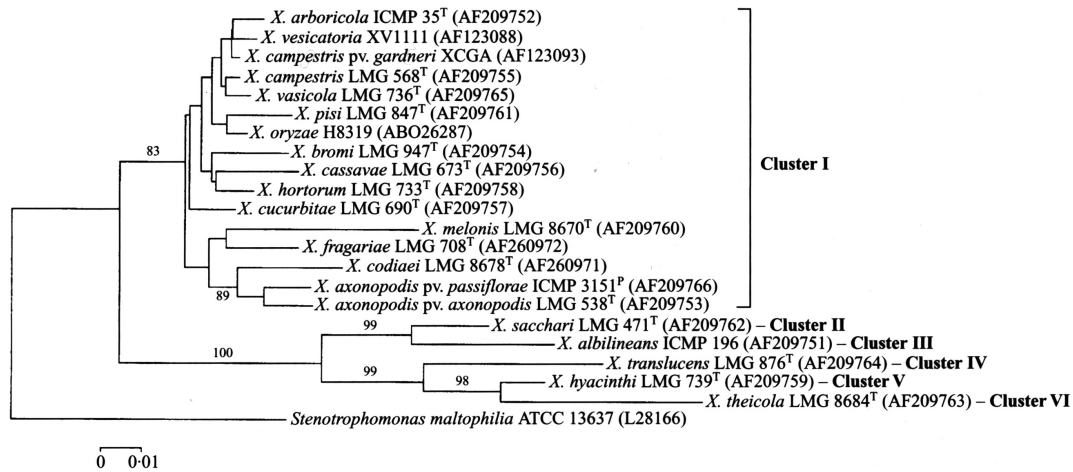 X. arboricola ICMP 35T (AF209752)
X. vesicatoria XV1111 (AF123088)
X. campestris pv. gardneri XCGA (AF123093)
X. campestris LMG 568T (AF209755)
X. vasicola LMG 736T (AF209765)
X. pisi LMG 847T (AF209761)
X. oryzae H8319 (ABO26287)
83
X. bromi LMG 947T (AF209754)
X. cassavae LMG 673T (AF209756)
Cluster I
X. hortorum LMG 733T (AF209758)
X. cucurbitae LMG 690T (AF209757)
X. melonis LMG 8670T (AF209760)
X. fragariae LMG 708T (AF260972)
X. codiaei LMG 8678T (AF260971)
X. axonopodis pv. passiflorae ICMP 3151P (AF209766)
89
X. axonopodis pv. axonopodis LMG 538T (AF209753)
99
X. sacchari LMG 471T (AF209762) – Cluster II
X. albilineans ICMP 196 (AF209751) – Cluster III
100
X. translucens LMG 876T (AF209764) – Cluster IV
99
98
X. hyacinthi LMG 739T (AF209759) – Cluster V
X. theicola LMG 8684T (AF209763) – Cluster VI
Stenotrophomonas maltophilia ATCC 13637 (L28166)
0 0·01